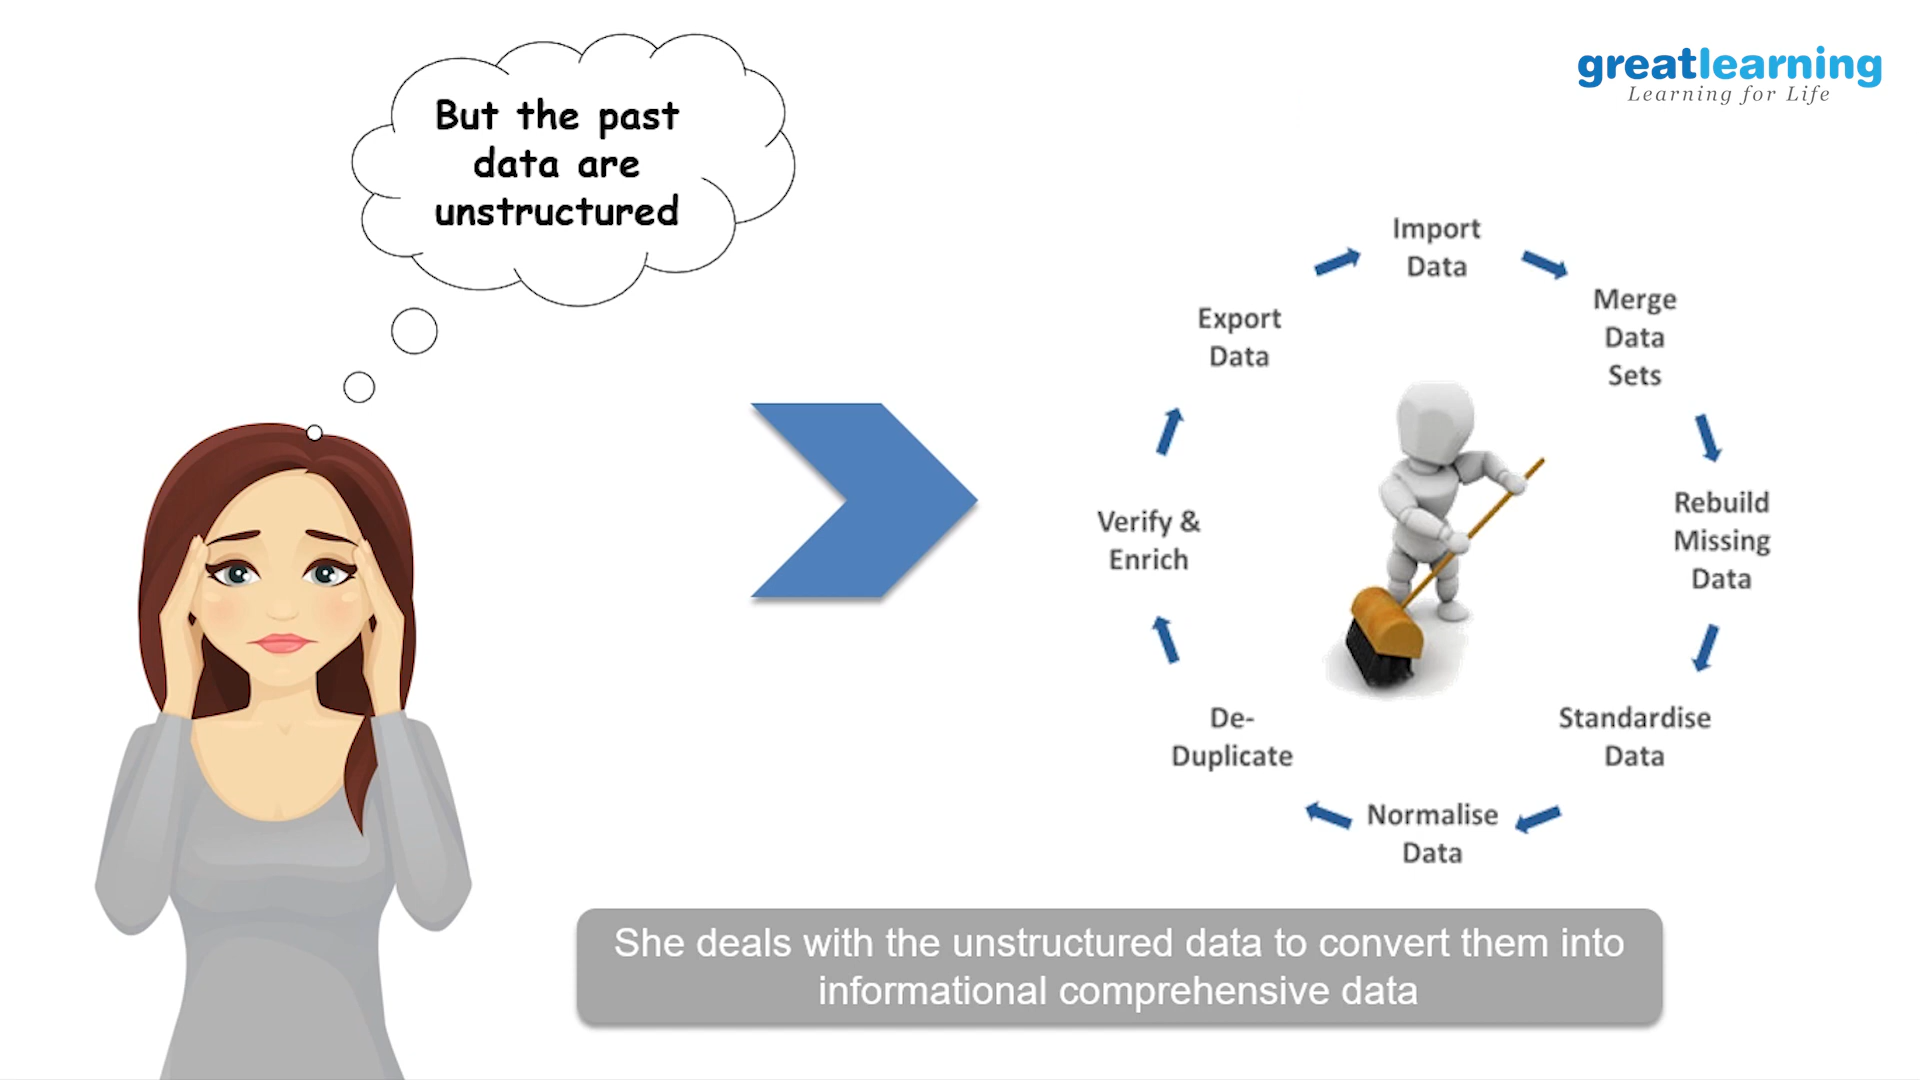 greatlearning
Learning for Life
But the past
data are
unstructured
Import
Data
Merge
Data
Sets
Rebuild
Missing
Data
Standardise
Data
Normalise
Data
De-
Duplicate
Verify &
Enrich
Export
Data
She deals with the unstructured data to convert them into
informational comprehensive data